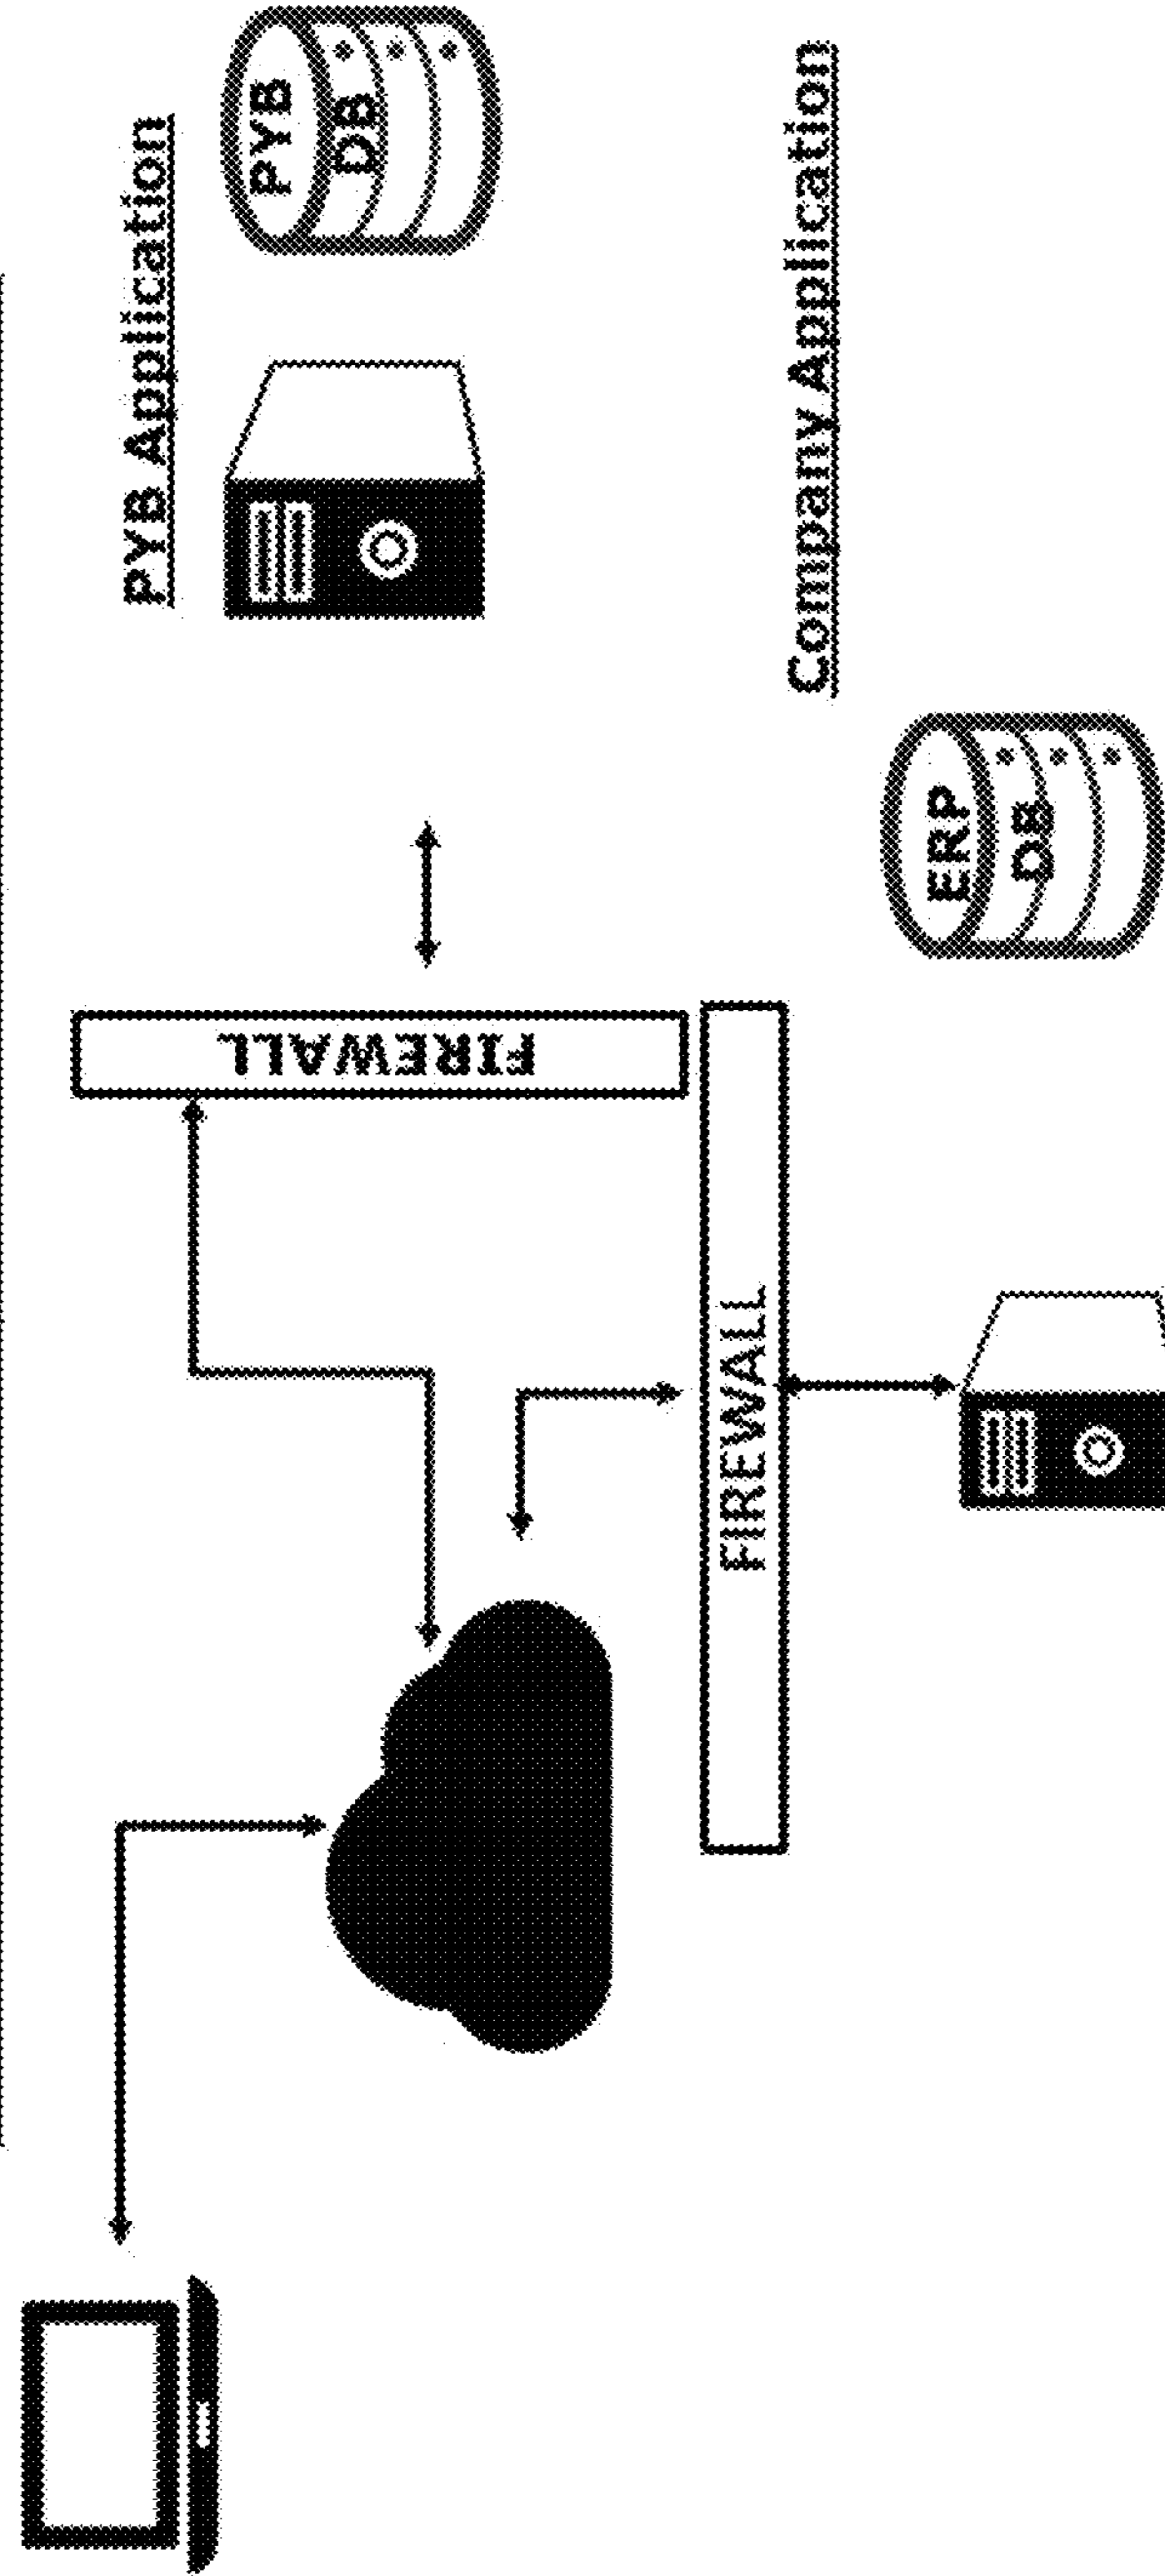 PYB Application
PYB
DB
FIREWALL
Company Application
FIREWALL
ERP
DB